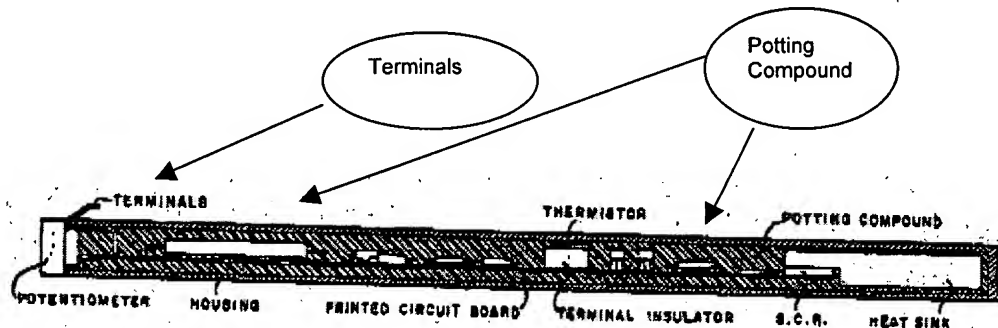 Terminals
Potting
Compound
TERMINALS
THERMISTOR
POTTING COMPOUND
POTENTIOMETER
HOUSING
PRINTED CIRCUIT BOARD
TERMINAL INSULATOR
S.C.R.
HEAT SINK